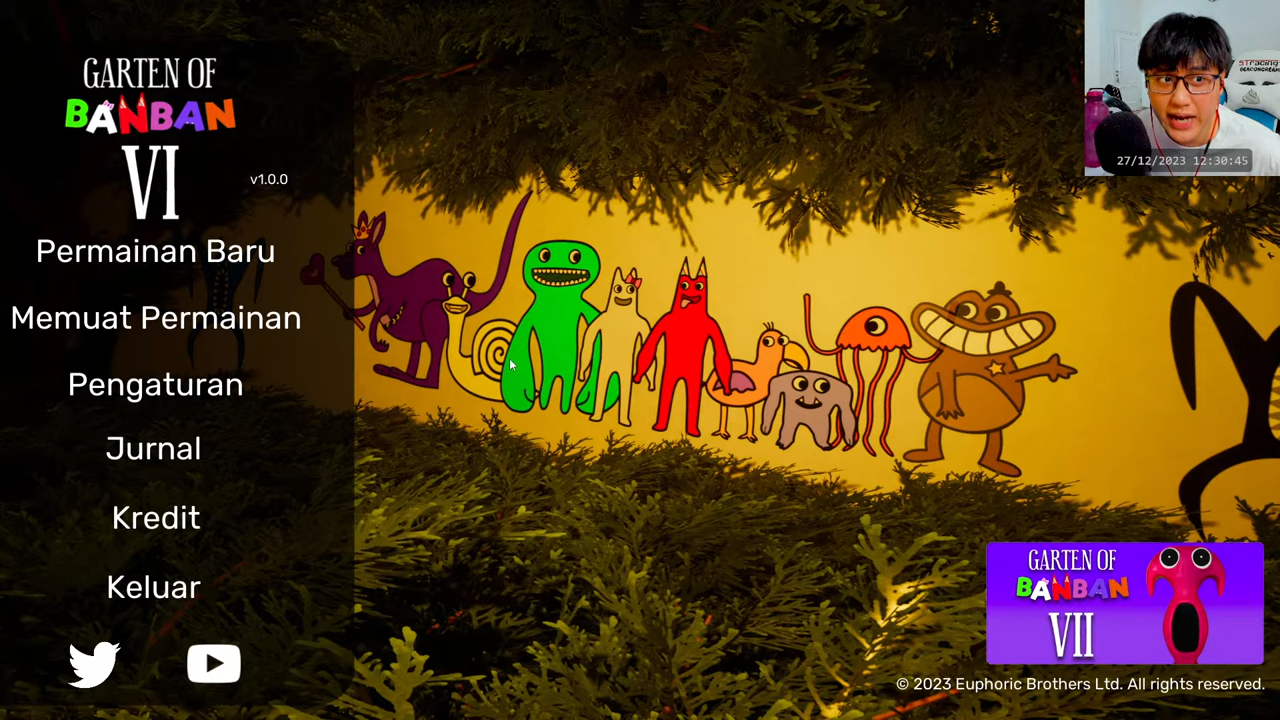 GARTEN OF
BANBAN
VI
v1.0.0
Permainan Baru
Memuat Permainan
Pengaturan
Jurnal
Kredit
Keluar
27/12/2023 12:30:45
GARTEN OF
BANBAN
VII
© 2023 Euphoric Brothers Ltd. All rights reserved.